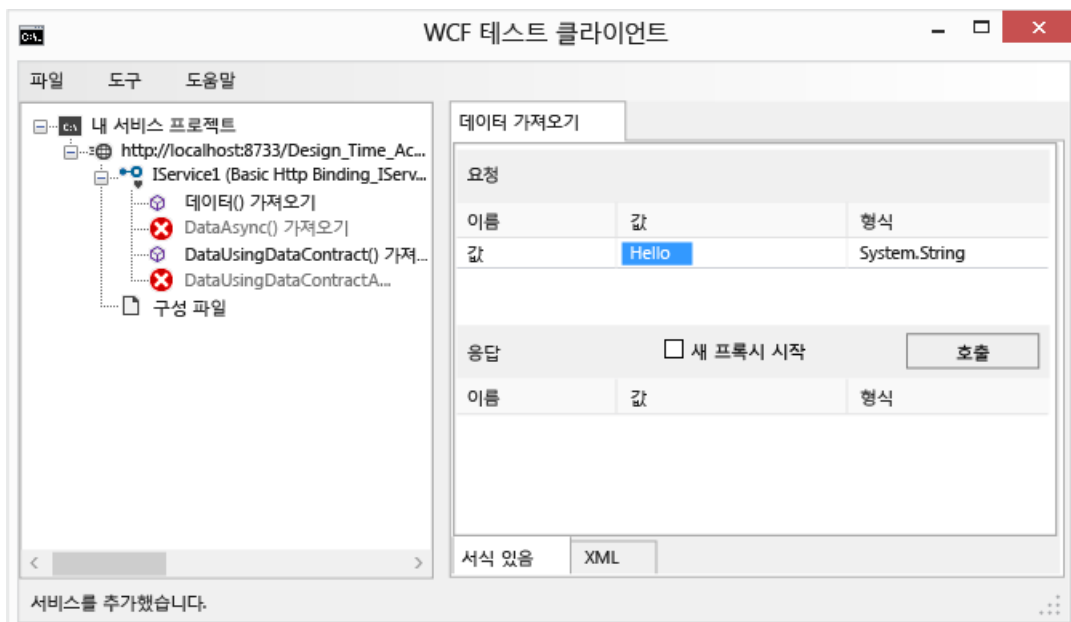 WCF 테스트 클라이언트
파일 도구 도움말
내 서비스 프로젝트
http://localhost:8733/Design_Time_Ac...
IService1 (Basic Http Binding_IServ...
데이터() 가져오기
DataAsync() 가져오기
DataUsingDataContract() 가져...
DataUsingDataContractA...
구성 파일
데이터 가져오기
요청
이름 값 형식
값 Hello System.String
응답 새 프록시 시작 호출
이름 값 형식
서식 있음 XML
서비스를 추가했습니다.